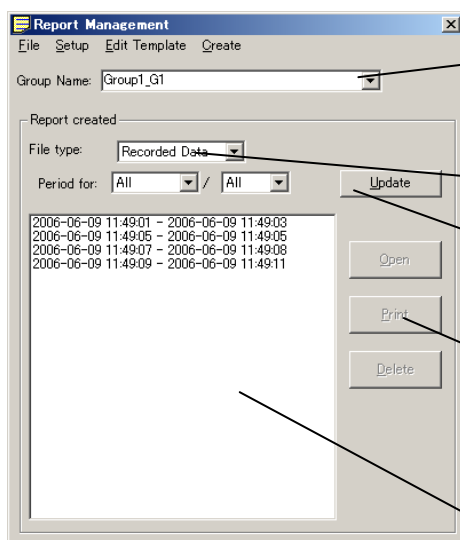 Report Management
File Setup Edit Template Create
Group Name: Group1_G1
Report created
File type: Recorded Data
Period for: All / All Update
2006-06-09 11:49:01 - 2006-06-09 11:49:03
2006-06-09 11:49:05 - 2006-06-09 11:49:05
2006-06-09 11:49:07 - 2006-06-09 11:49:08
2006-06-09 11:49:09 - 2006-06-09 11:49:11
Open
Print
Delete